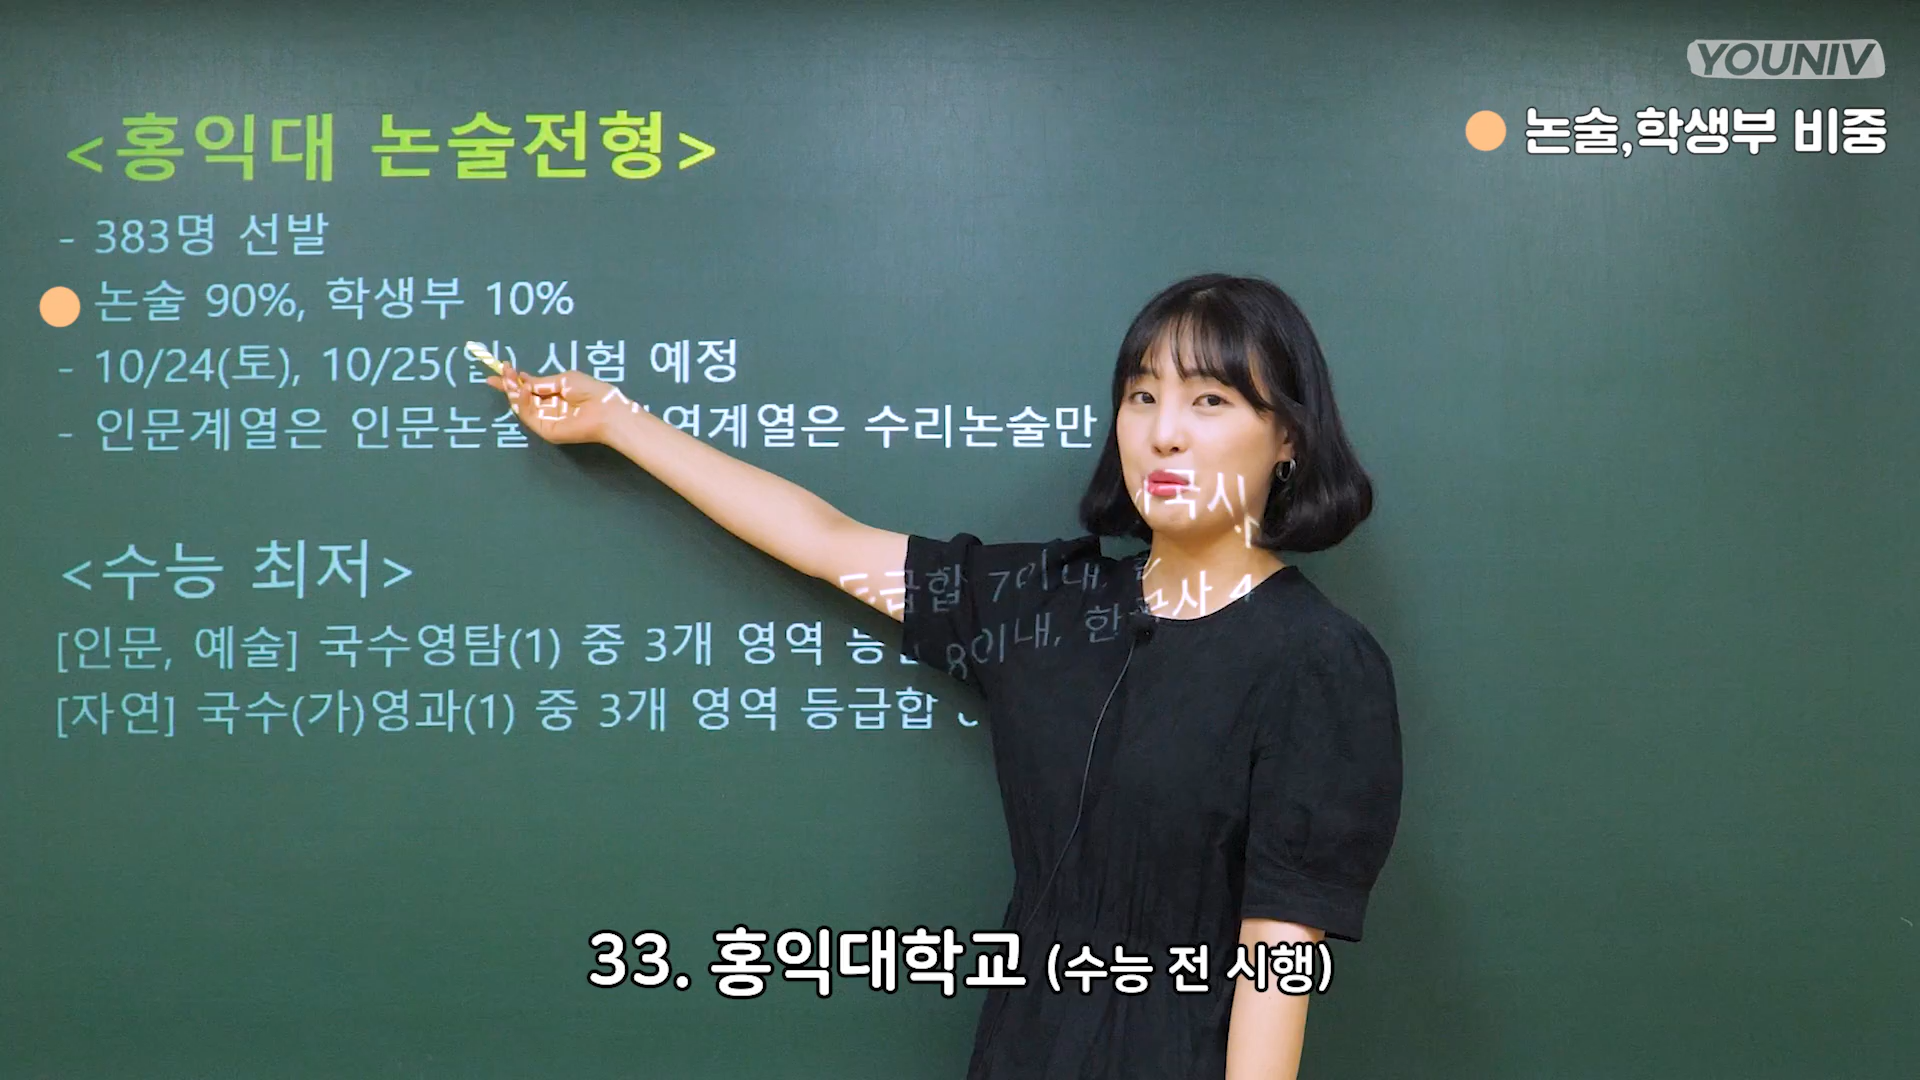 YOUNIV
논술,학생부 비중
<홍익대 논술전형>
- 383명 선발
논술 90%, 학생부 10%
- 10/24(토), 10/25(일) 시험 예정
- 인문계열은 인문논술만, 자연계열은 수리논술만
<수능 최저>
[인문, 예술] 국수영탐(1) 중 3개 영역 등급합 7이내, 한국사 4
[자연] 국수(가)영과(1) 중 3개 영역 등급합 8이내, 한국사
33. 홍익대학교 (수능 전 시행)